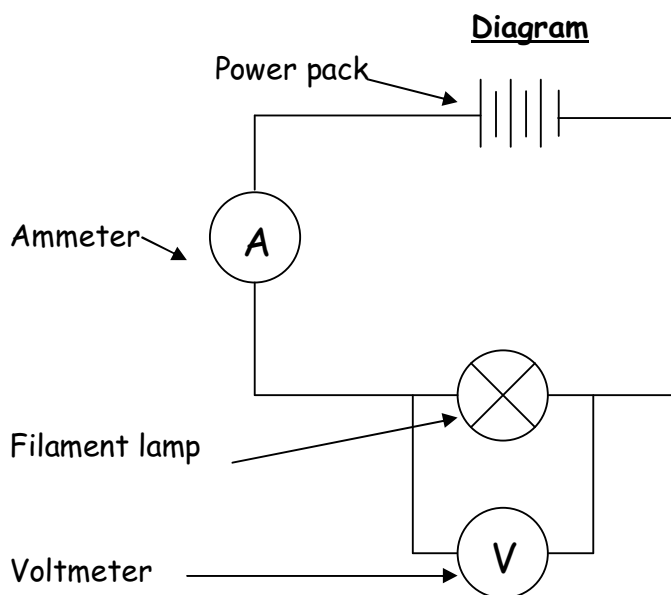 Diagram
Power pack
Ammeter
A
Filament lamp
Voltmeter
V